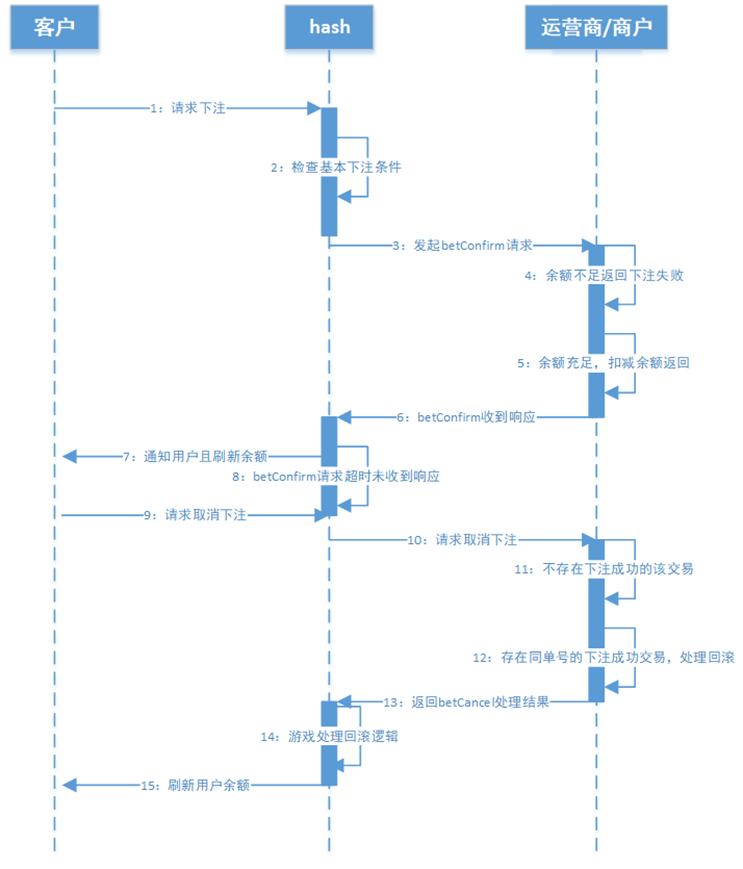 客户
hash
运营商/商户
1：请求下注
2：检查基本下注条件
3：发起betConfirm请求
4：余额不足返回下注失败
5：余额充足，扣减余额返回
6：betConfirm收到响应
7：通知用户且刷新余额
8：betConfirm请求超时未收到响应
9：请求取消下注
10：请求取消下注
11：不存在下注成功的该交易
12：存在同单号的下注成功交易，处理回滚
13：返回betCancel处理结果
14：游戏处理回滚逻辑
15：刷新用户余额